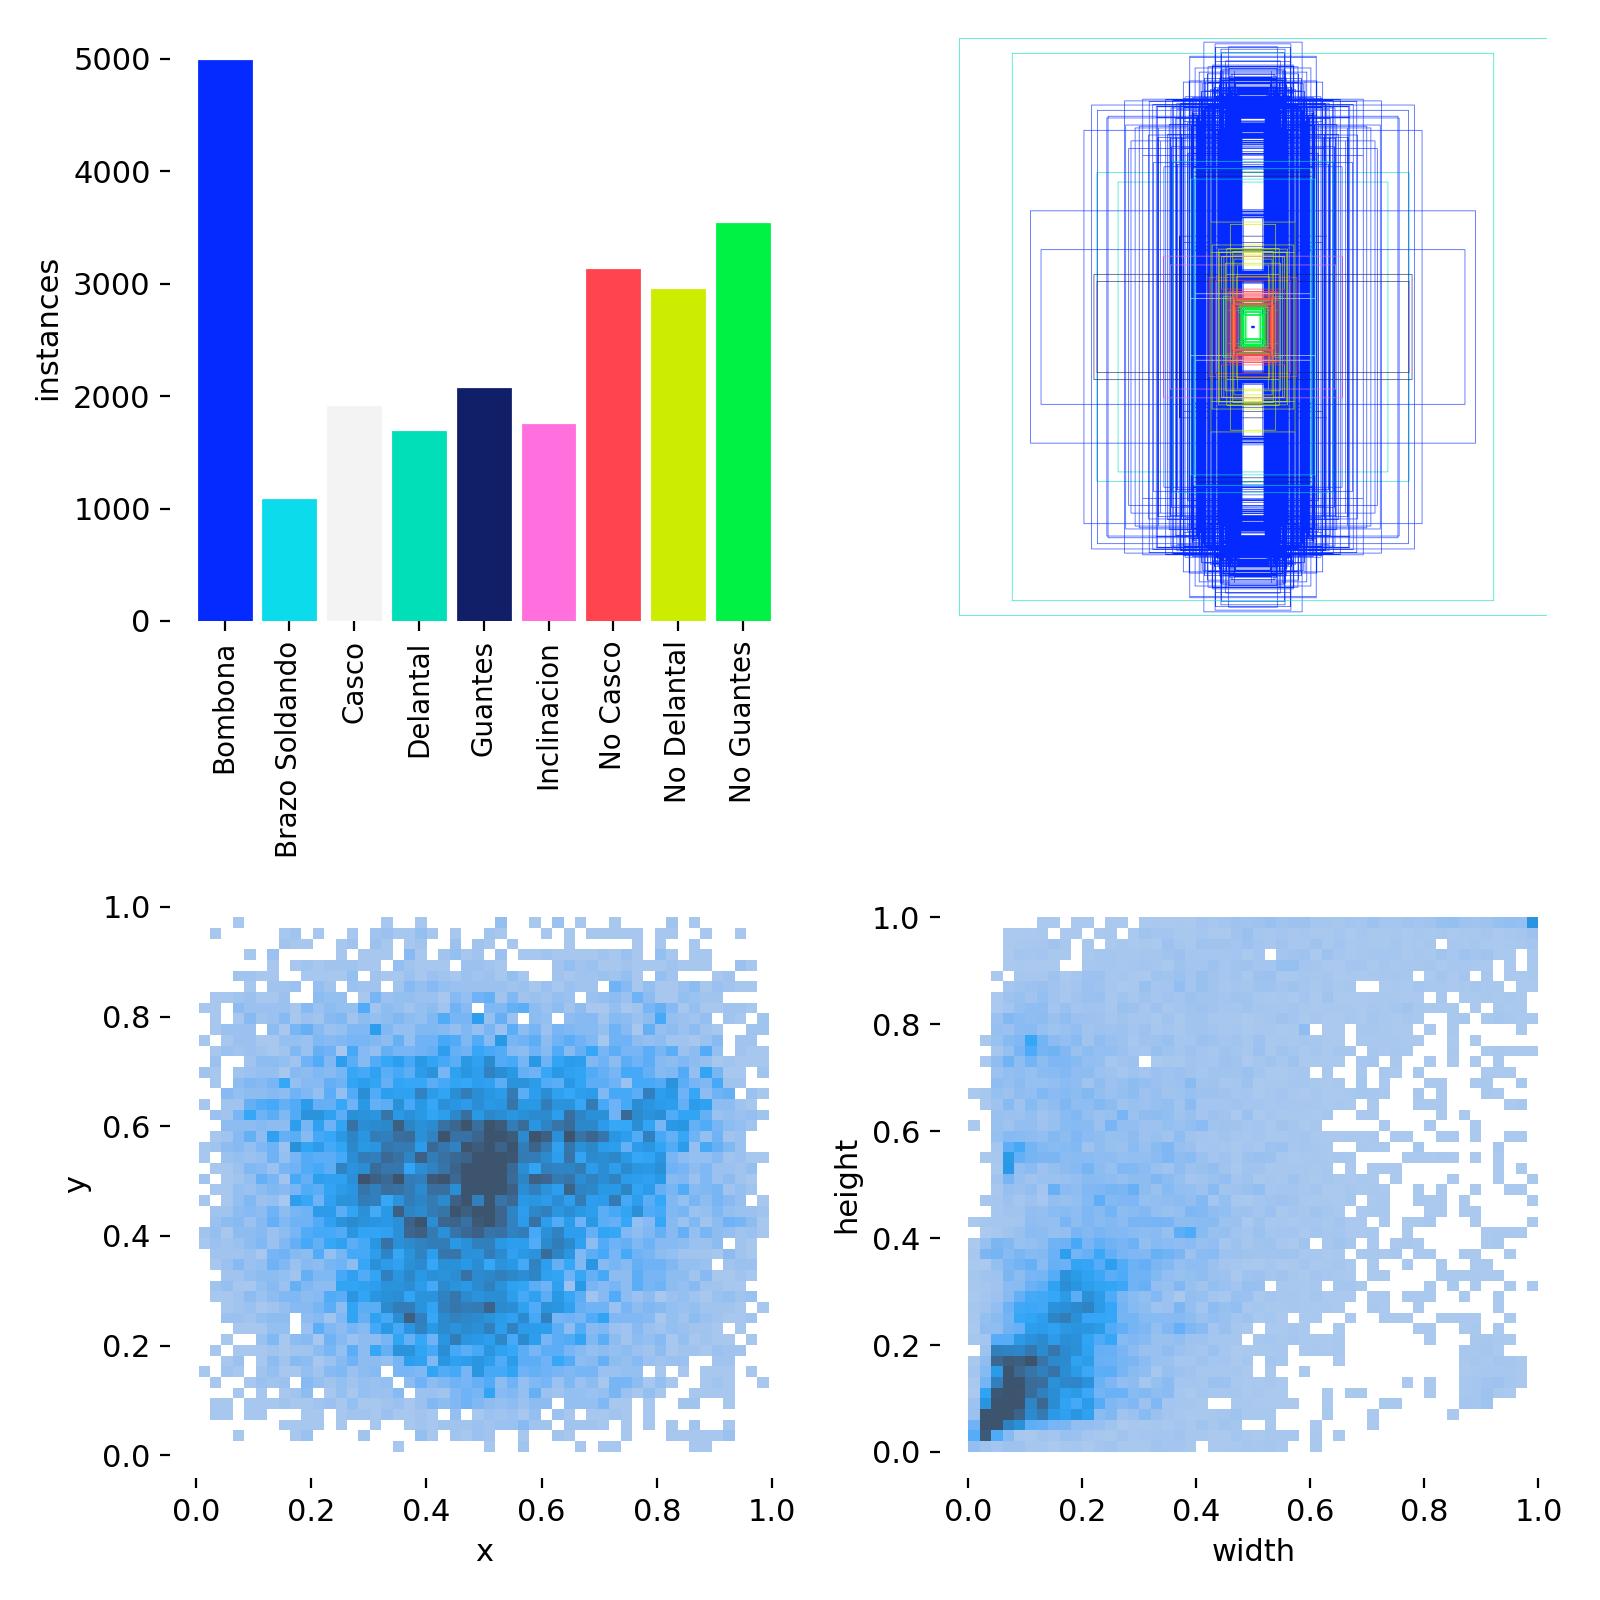 5000
4000
3000
2000
1000
0
instances
Bombona
Brazo Soldando
Casco
Delantal
Guantes
Inclinacion
No Casco
No Delantal
No Guantes
1.0
0.8
0.6
0.4
0.2
0.0
y
0.0 0.2 0.4 0.6 0.8 1.0
x
1.0
0.8
0.6
0.4
0.2
0.0
height
0.0 0.2 0.4 0.6 0.8 1.0
width